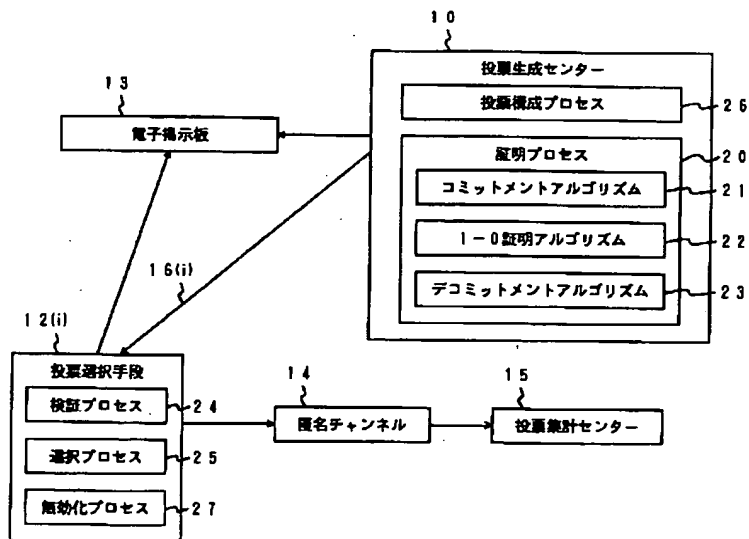 10
投票生成センター
13
投票構成プロセス
26
電子掲示板
証明プロセス
20
コミットメントアルゴリズム
21
1-0証明アルゴリズム
22
16(i)
デコミットメントアルゴリズム
23
12(i)
投票選択手段
14
15
検証プロセス
24
匿名チャンネル
投票集計センター
選択プロセス
25
無効化プロセス
27